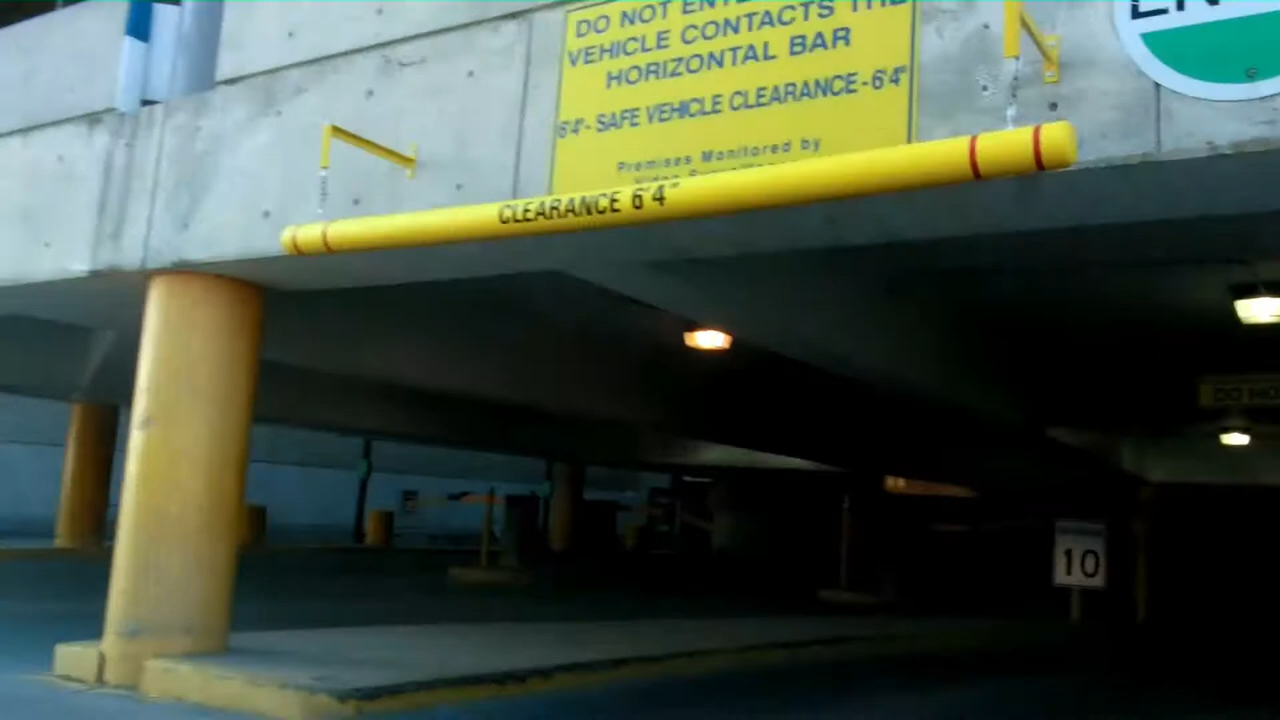 DO NOT
VEHICLE CONTACTS
HORIZONTAL BAR
6'4"- SAFE VEHICLE CLEARANCE-6'4"
Premises Monitored by
CLEARANCE 6'4"
DO
10